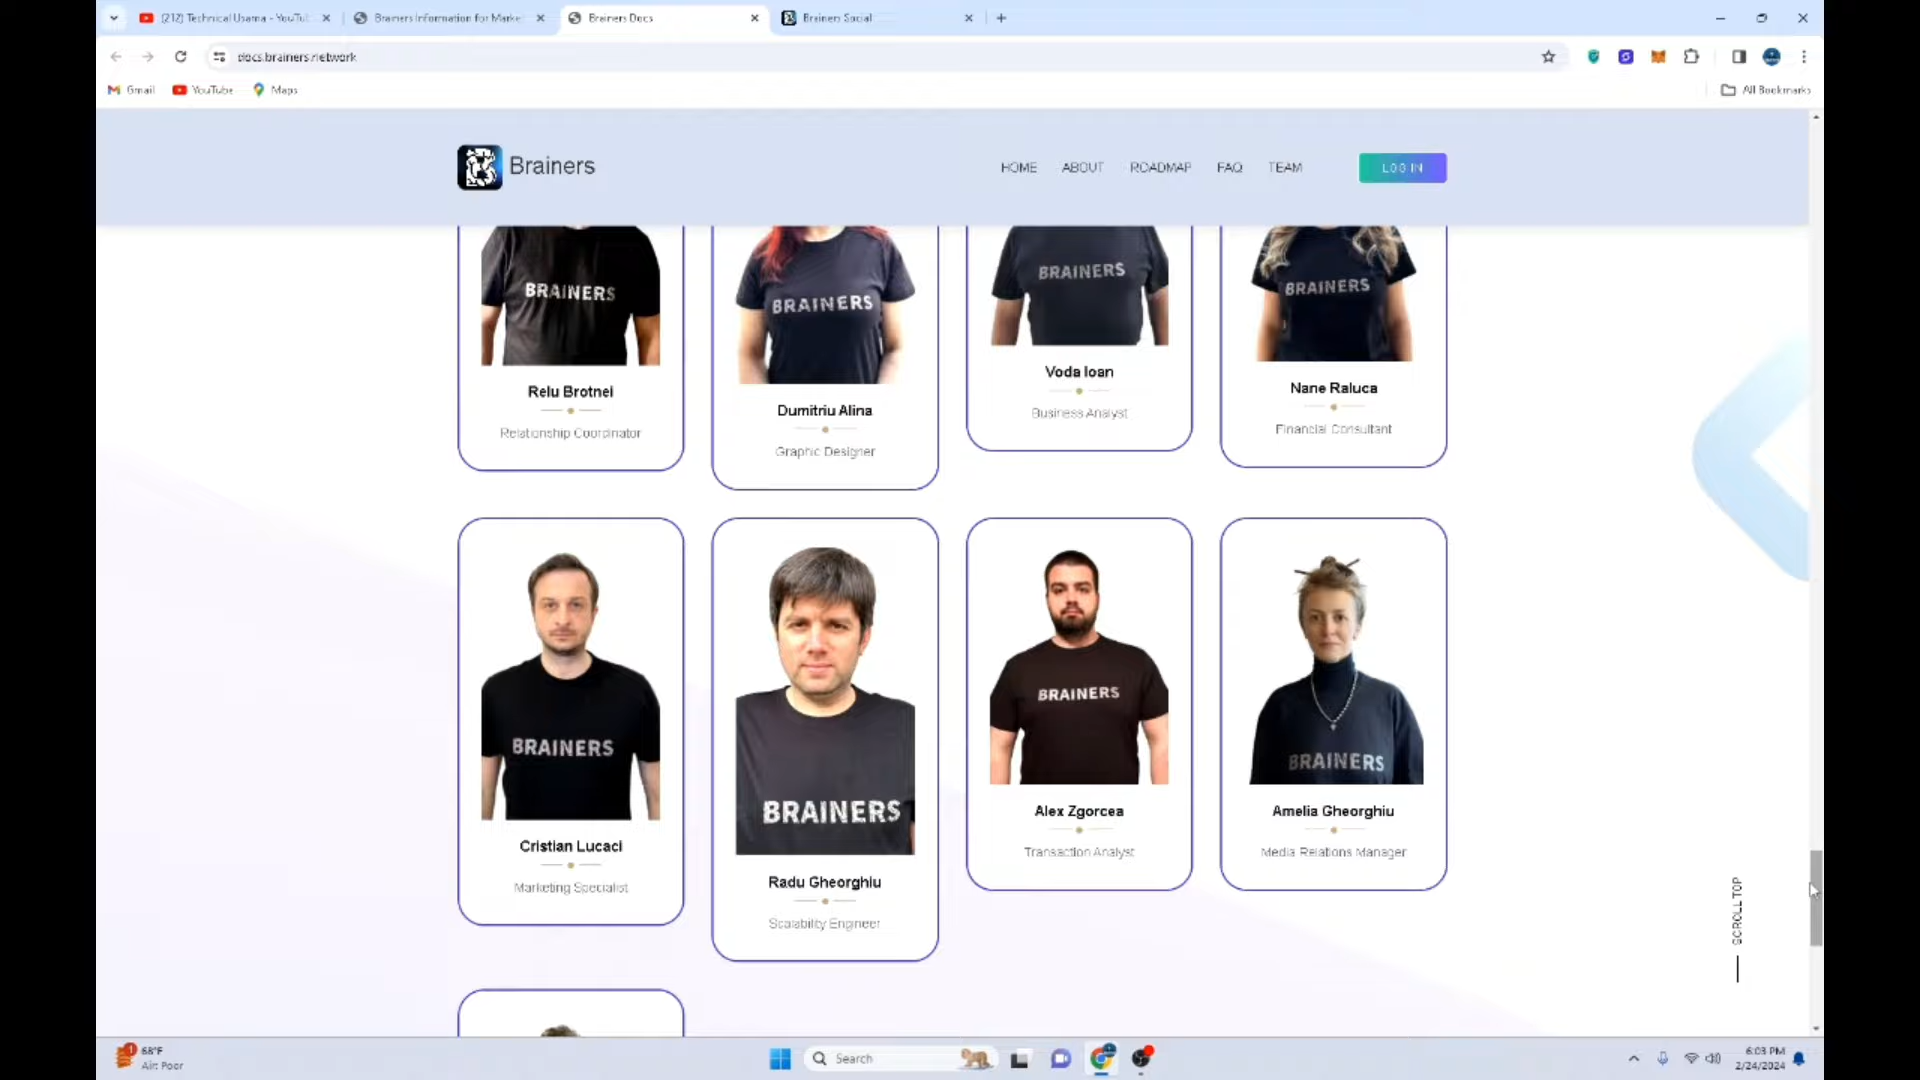 (212) Technical Usama - YouTu
Brainers Information for Marke
Brainers Docs
Brainers Social
docs.brainers.network
Gmail
YouTube
Maps
All Bookmarks
Brainers
HOME
ABOUT
ROADMAP
FAQ
TEAM
LOG IN
BRAINERS
BRAINERS
BRAINERS
BRAINERS
Relu Brotnei
Relationship Coordinator
Dumitriu Alina
Graphic Designer
Voda Ioan
Business Analyst
Nane Raluca
Financial Consultant
BRAINERS
BRAINERS
BRAINERS
BRAINERS
Cristian Lucaci
Marketing Specialist
Radu Gheorghiu
Scalability Engineer
Alex Zgorcea
Transaction Analyst
Amelia Gheorghiu
Media Relations Manager
SCROLL TOP
1
68°F
Air: Poor
Search
6:03 PM
2/24/2024